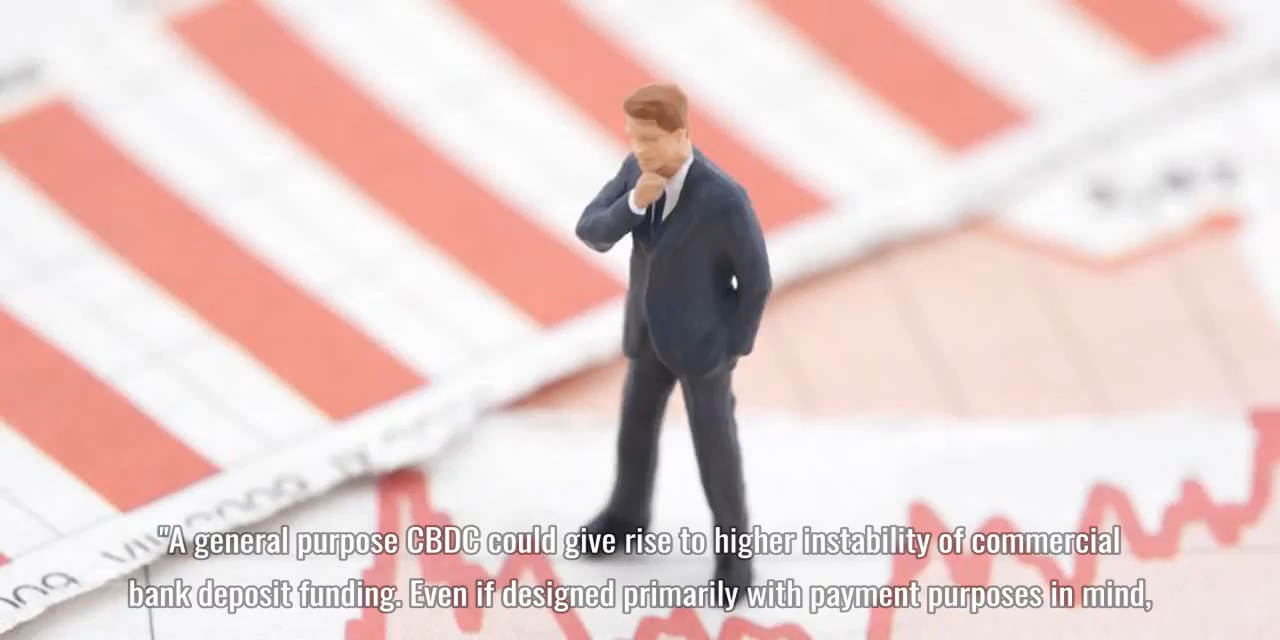 "A general purpose CBDC could give rise to higher instability of commercial
bank deposit funding. Even if designed primarily with payment purposes in mind,